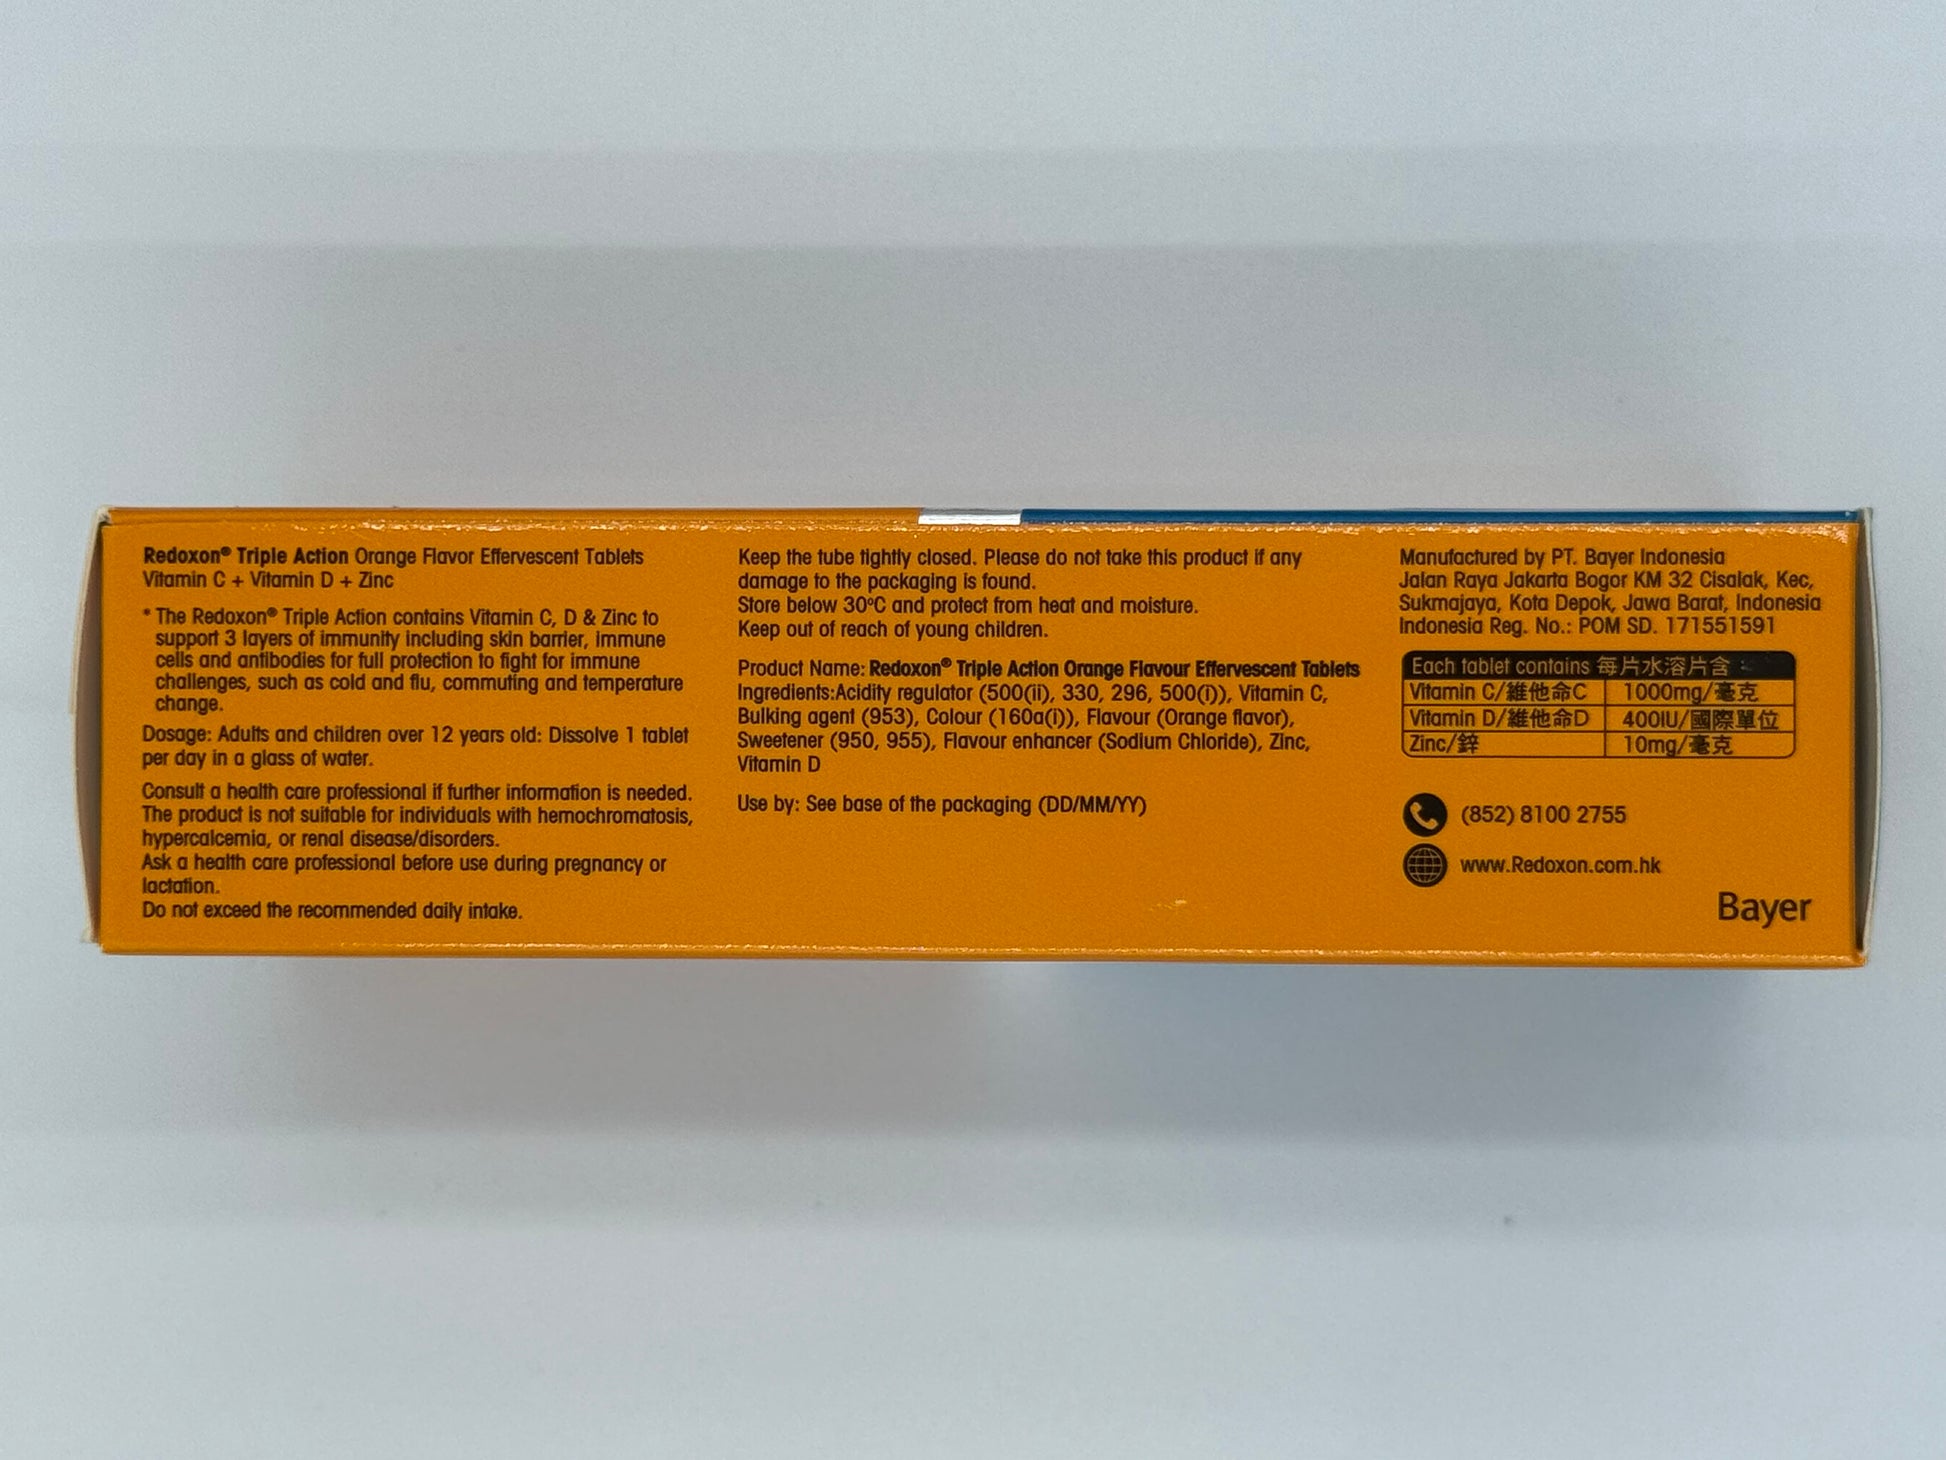 Redoxon® Triple Action Orange Flavor Effervescent Tablets
Vitamin C + Vitamin D + Zinc
* The Redoxon® Triple Action contains Vitamin C, D & Zinc to
support 3 layers of immunity including skin barrier, immune
cells and antibodies for full protection to fight for immune
challenges, such as cold and flu, commuting and temperature
change.
Dosage: Adults and children over 12 years old: Dissolve 1 tablet
per day in a glass of water.
Consult a health care professional if further information is needed.
The product is not suitable for individuals with hemochromatosis,
hypercalcemia, or renal disease/disorders.
Ask a health care professional before use during pregnancy or
lactation.
Do not exceed the recommended daily intake.
Keep the tube tightly closed. Please do not take this product if any
damage to the packaging is found.
Store below 30ºC and protect from heat and moisture.
Keep out of reach of young children.
Product Name: Redoxon® Triple Action Orange Flavour Effervescent Tablets
Ingredients:Acidity regulator (500(ii), 330, 296, 500(i)), Vitamin C,
Bulking agent (953), Colour (160a(i)), Flavour (Orange flavor),
Sweetener (950, 955), Flavour enhancer (Sodium Chloride), Zinc,
Vitamin D
Use by: See base of the packaging (DD/MM/YY)
Manufactured by PT. Bayer Indonesia
Jalan Raya Jakarta Bogor KM 32 Cisalak, Kec,
Sukmajaya, Kota Depok, Jawa Barat, Indonesia
Indonesia Reg. No.: POM SD. 171551591
Each tablet contains 每片水溶片含
Vitamin C/維他命C 1000mg/毫克
Vitamin D/維他命D 400IU/國際單位
Zinc/鋅 10mg/毫克
(852) 8100 2755
www.Redoxon.com.hk
Bayer